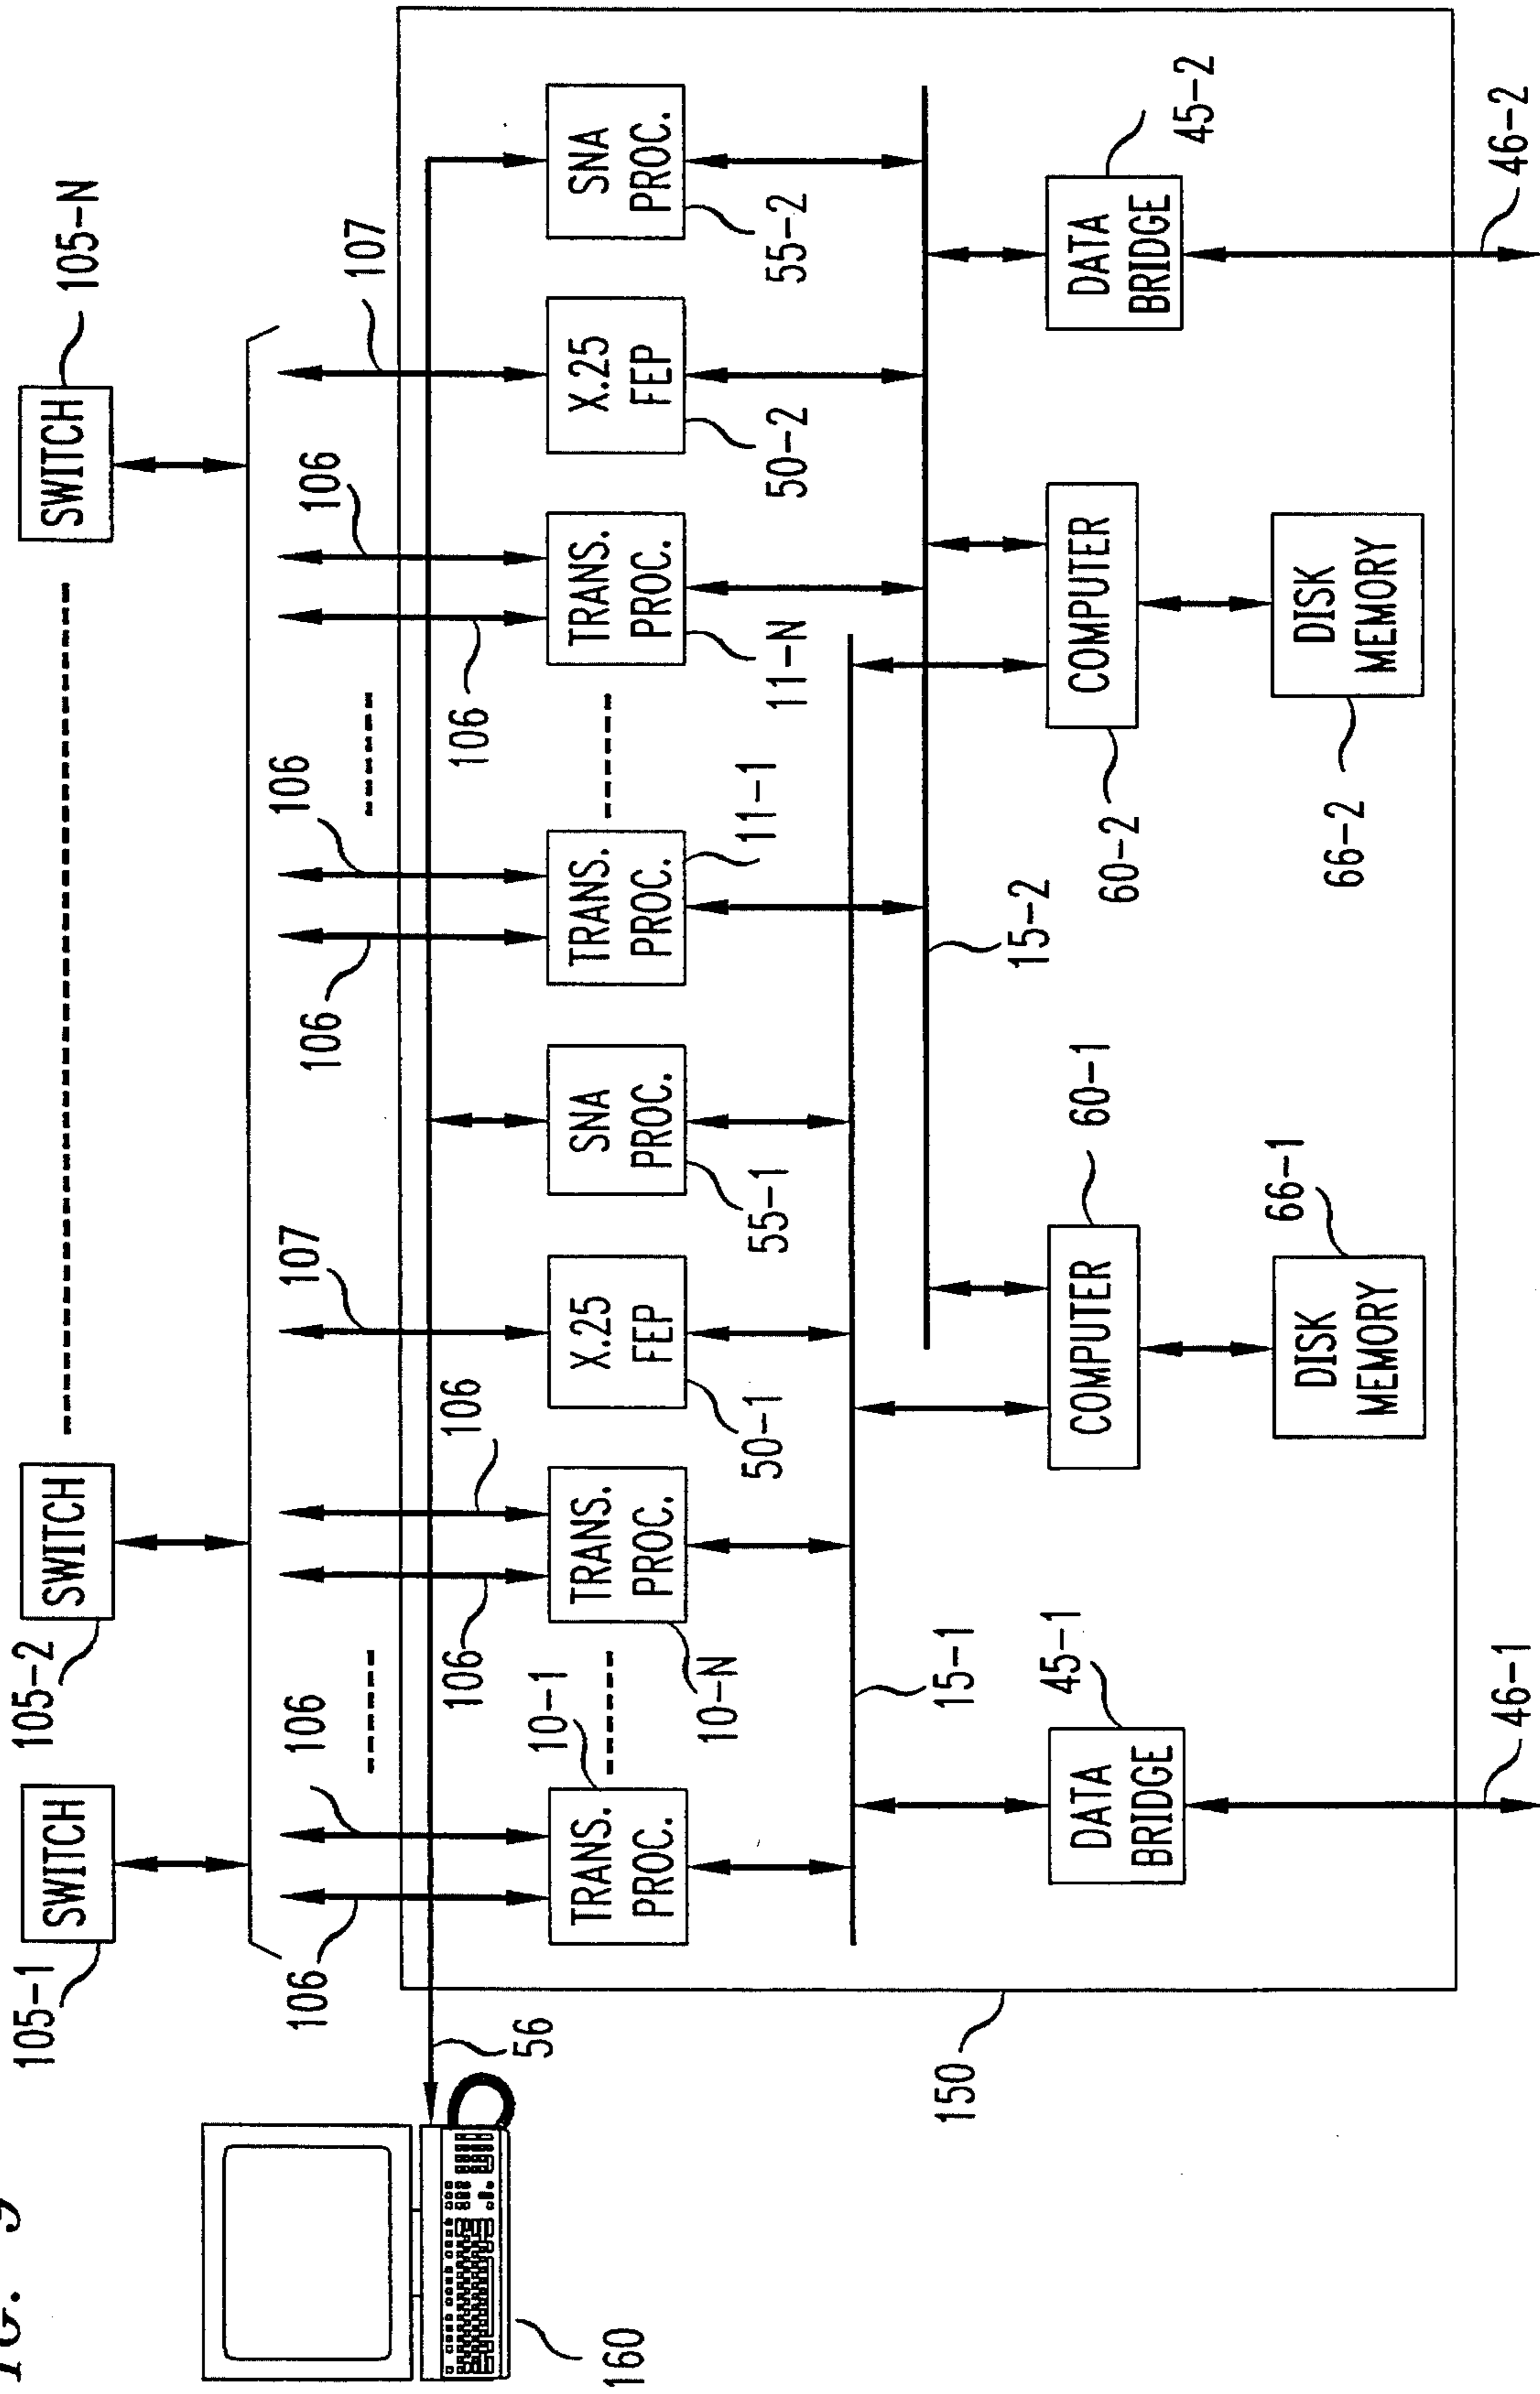 105-1
SWITCH
105-2
SWITCH
SWITCH
105-N
106
106
106
106
107
106
106
106
106
107
56
160
TRANS.
PROC.
10-1
TRANS.
PROC.
10-N
X.25
FEP
50-1
SNA
PROC.
55-1
TRANS.
PROC.
11-1
TRANS.
PROC.
11-N
X.25
FEP
50-2
SNA
PROC.
55-2
15-1
15-2
150
DATA
BRIDGE
45-1
46-1
COMPUTER
60-1
DISK
MEMORY
66-1
COMPUTER
60-2
DISK
MEMORY
66-2
DATA
BRIDGE
45-2
46-2